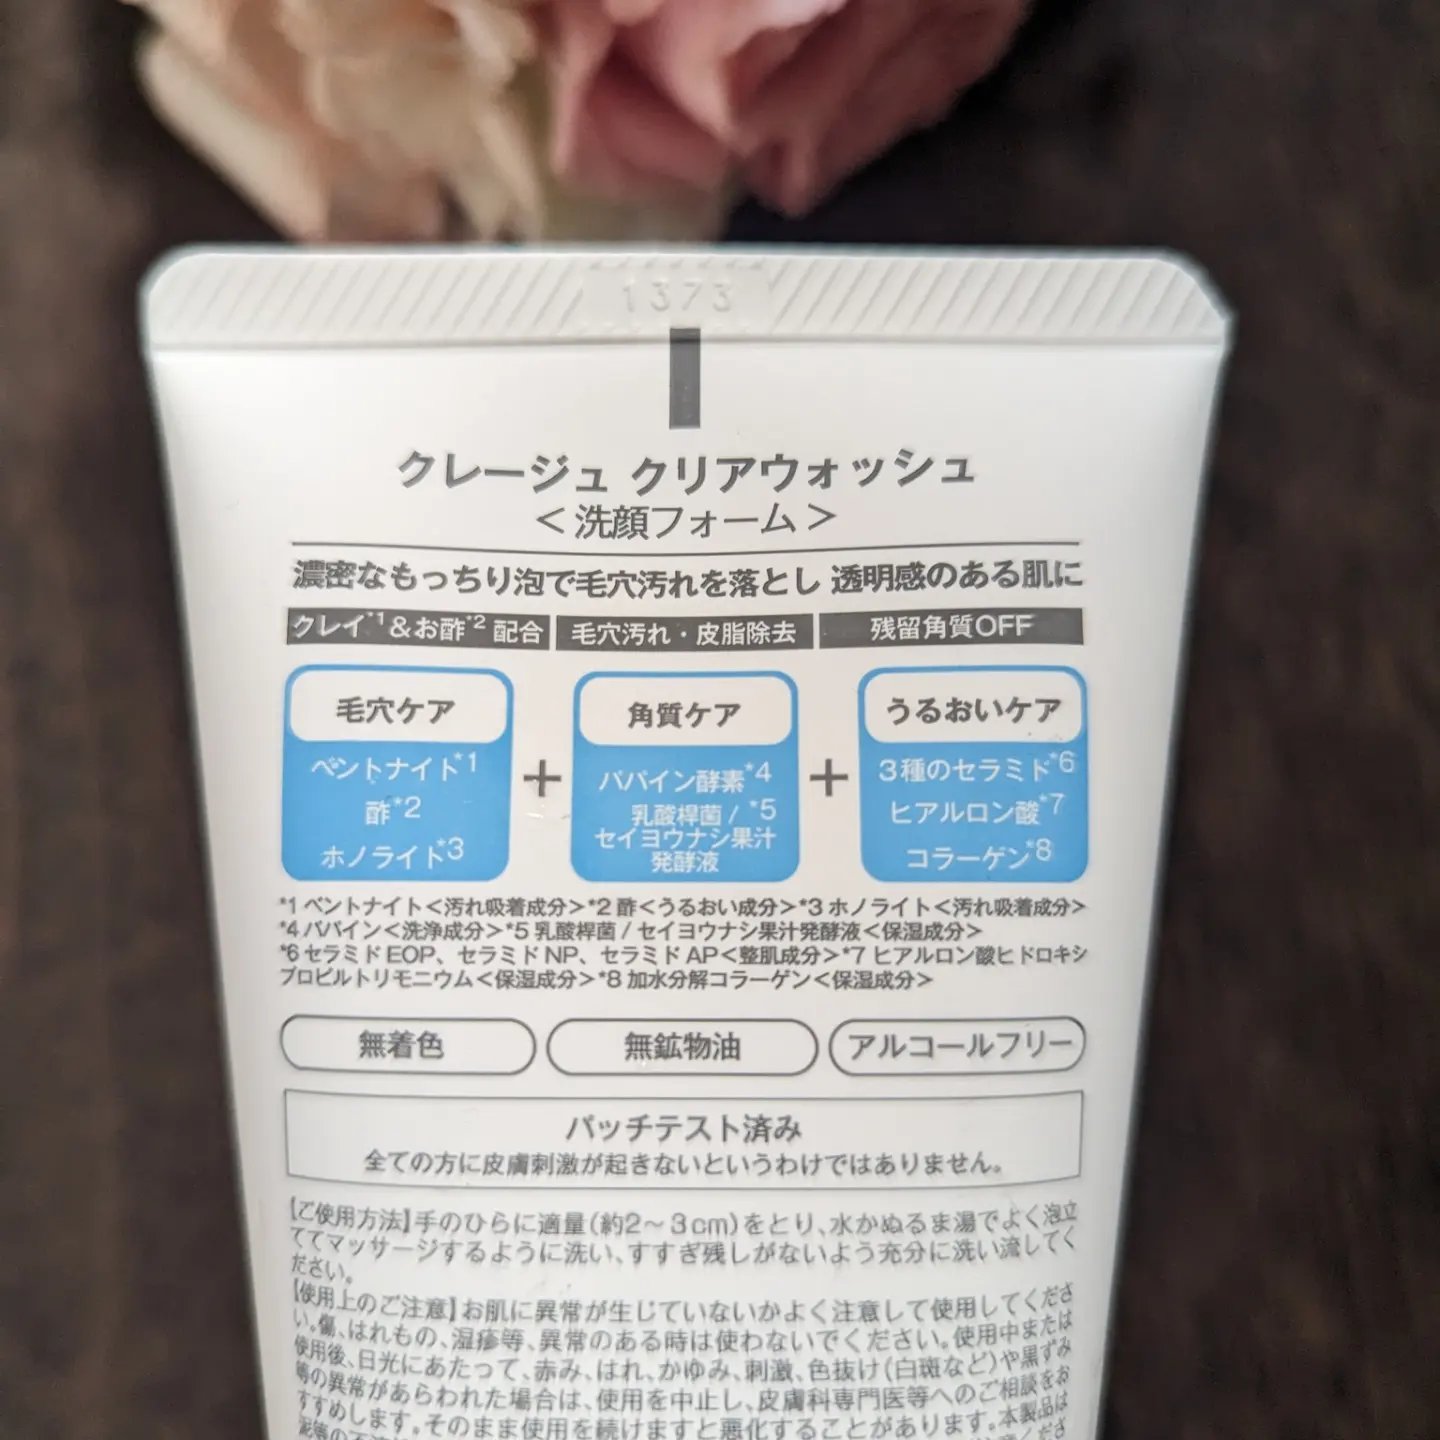 1373
クレージュ クリアウォッシュ
＜洗顔フォーム＞
濃密なもっちり泡で毛穴汚れを落とし 透明感のある肌に
クレイ*1＆お酢*2 配合 毛穴汚れ・皮脂除去 残留角質OFF
毛穴ケア
ベントナイト*1
酢*2
ホノライト*3
+
角質ケア
パパイン酵素*4
乳酸桿菌/*5
セイヨウナシ果汁
発酵液
+
うるおいケア
3種のセラミド*6
ヒアルロン酸*7
コラーゲン*8
*1 ベントナイト＜汚れ吸着成分＞*2 酢＜うるおい成分＞*3 ホノライト＜汚れ吸着成分＞
*4 パパイン＜洗浄成分＞*5 乳酸桿菌/セイヨウナシ果汁発酵液＜保湿成分＞
*6 セラミドEOP、セラミドNP、セラミドAP＜整肌成分＞*7 ヒアルロン酸ヒドロキシ
プロピルトリモニウム＜保湿成分＞*8 加水分解コラーゲン＜保湿成分＞
無着色 無鉱物油 アルコールフリー
パッチテスト済み
全ての方に皮膚刺激が起きないというわけではありません。
【ご使用方法】手のひらに適量(約2～3cm)をとり、水かぬるま湯でよく泡立
ててマッサージするように洗い、すすぎ残しがないよう充分に洗い流してく
ださい。
【使用上のご注意】お肌に異常が生じていないかよく注意して使用してくださ
い。傷、はれもの、湿疹等、異常のある時は使わないでください。使用中または
使用後、日光にあたって、赤み、はれ、かゆみ、刺激、色抜け(白斑など)や黒ずみ
等の異常があらわれた場合は、使用を中止し、皮膚科専門医等へのご相談をお
すすめします。そのまま使用を続けますと悪化することがあります。本製品は